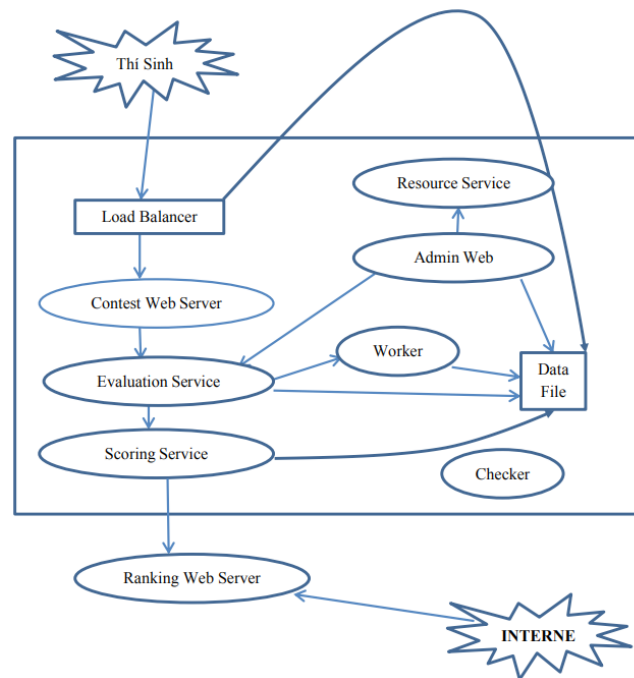 Thí Sinh
Resource Service
Load Balancer
Admin Web
Contest Web Server
Worker
Evaluation Service
Data
File
Scoring Service
Checker
Ranking Web Server
INTERNE